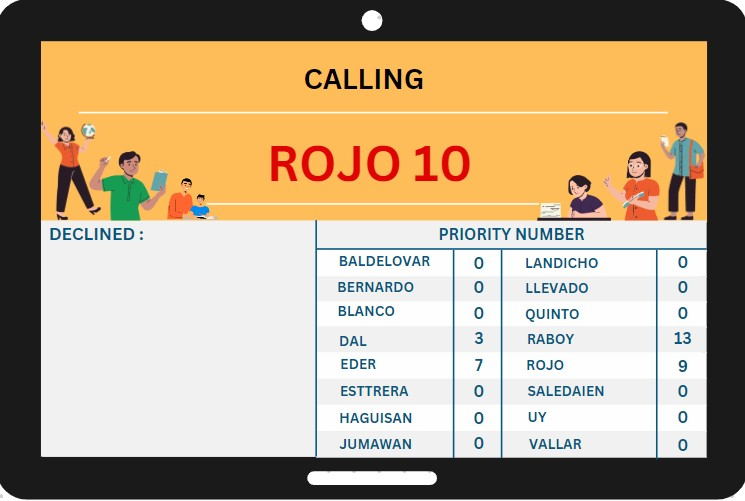 CALLING
ROJO 10
DECLINED :
PRIORITY NUMBER
BALDELOVAR 0 LANDICHO 0
BERNARDO 0 LLEVADO 0
BLANCO 0 QUINTO 0
DAL 3 RABOY 13
EDER 7 ROJO 9
ESTTRERA 0 SALEDAIEN 0
HAGUISAN 0 UY 0
JUMAWAN 0 VALLAR 0